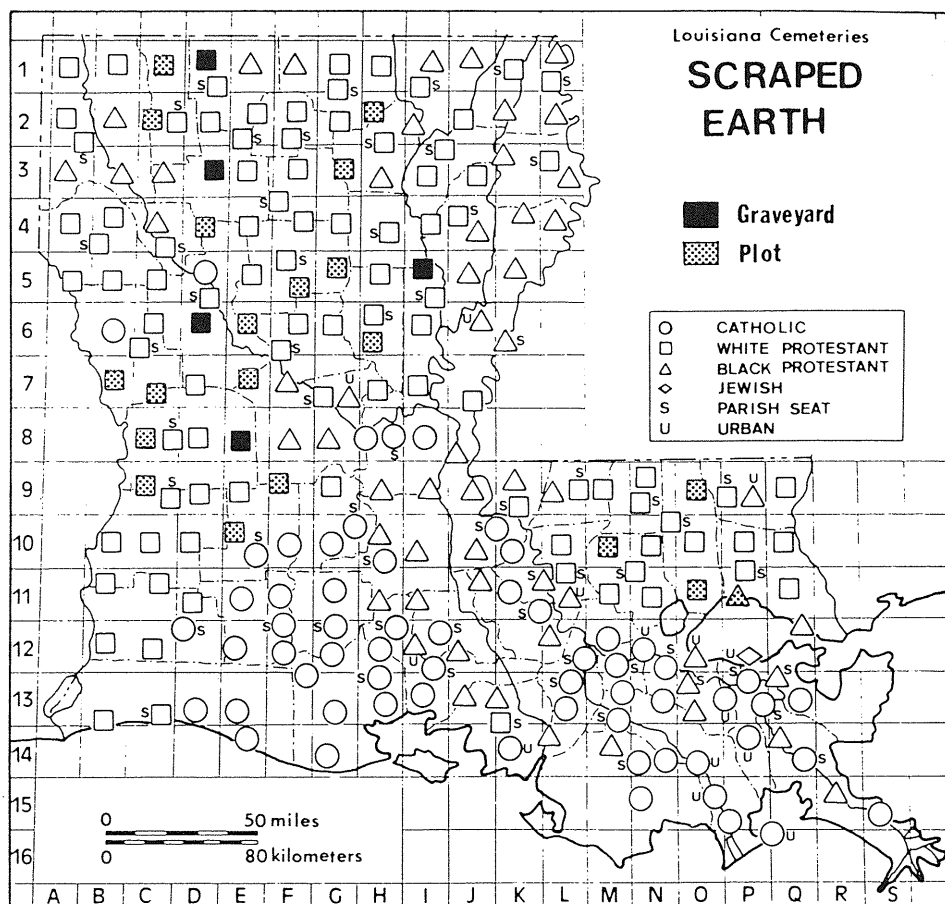 Louisiana Cemeteries
SCRAPED
EARTH
Graveyard
Plot
CATHOLIC
WHITE PROTESTANT
BLACK PROTESTANT
JEWISH
S PARISH SEAT
U URBAN
1
2
3
4
5
6
7
8
9
10
11
12
13
14
15
16
0 50 miles
0 80 kilometers
A B C D E F G H I J K L M N O P Q R S